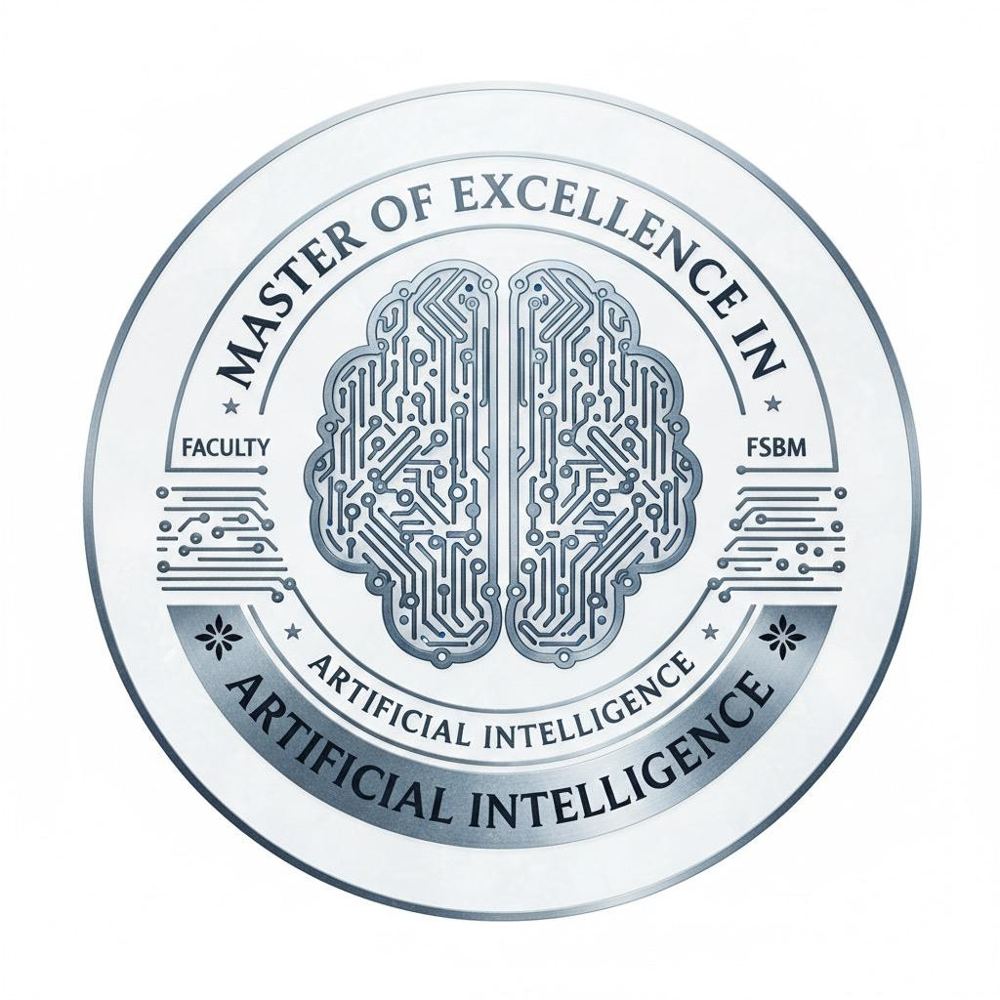 MASTER OF EXCELLENCE IN
FACULTY
FSBM
ARTIFICIAL INTELLIGENCE
ARTIFICIAL INTELLIGENCE